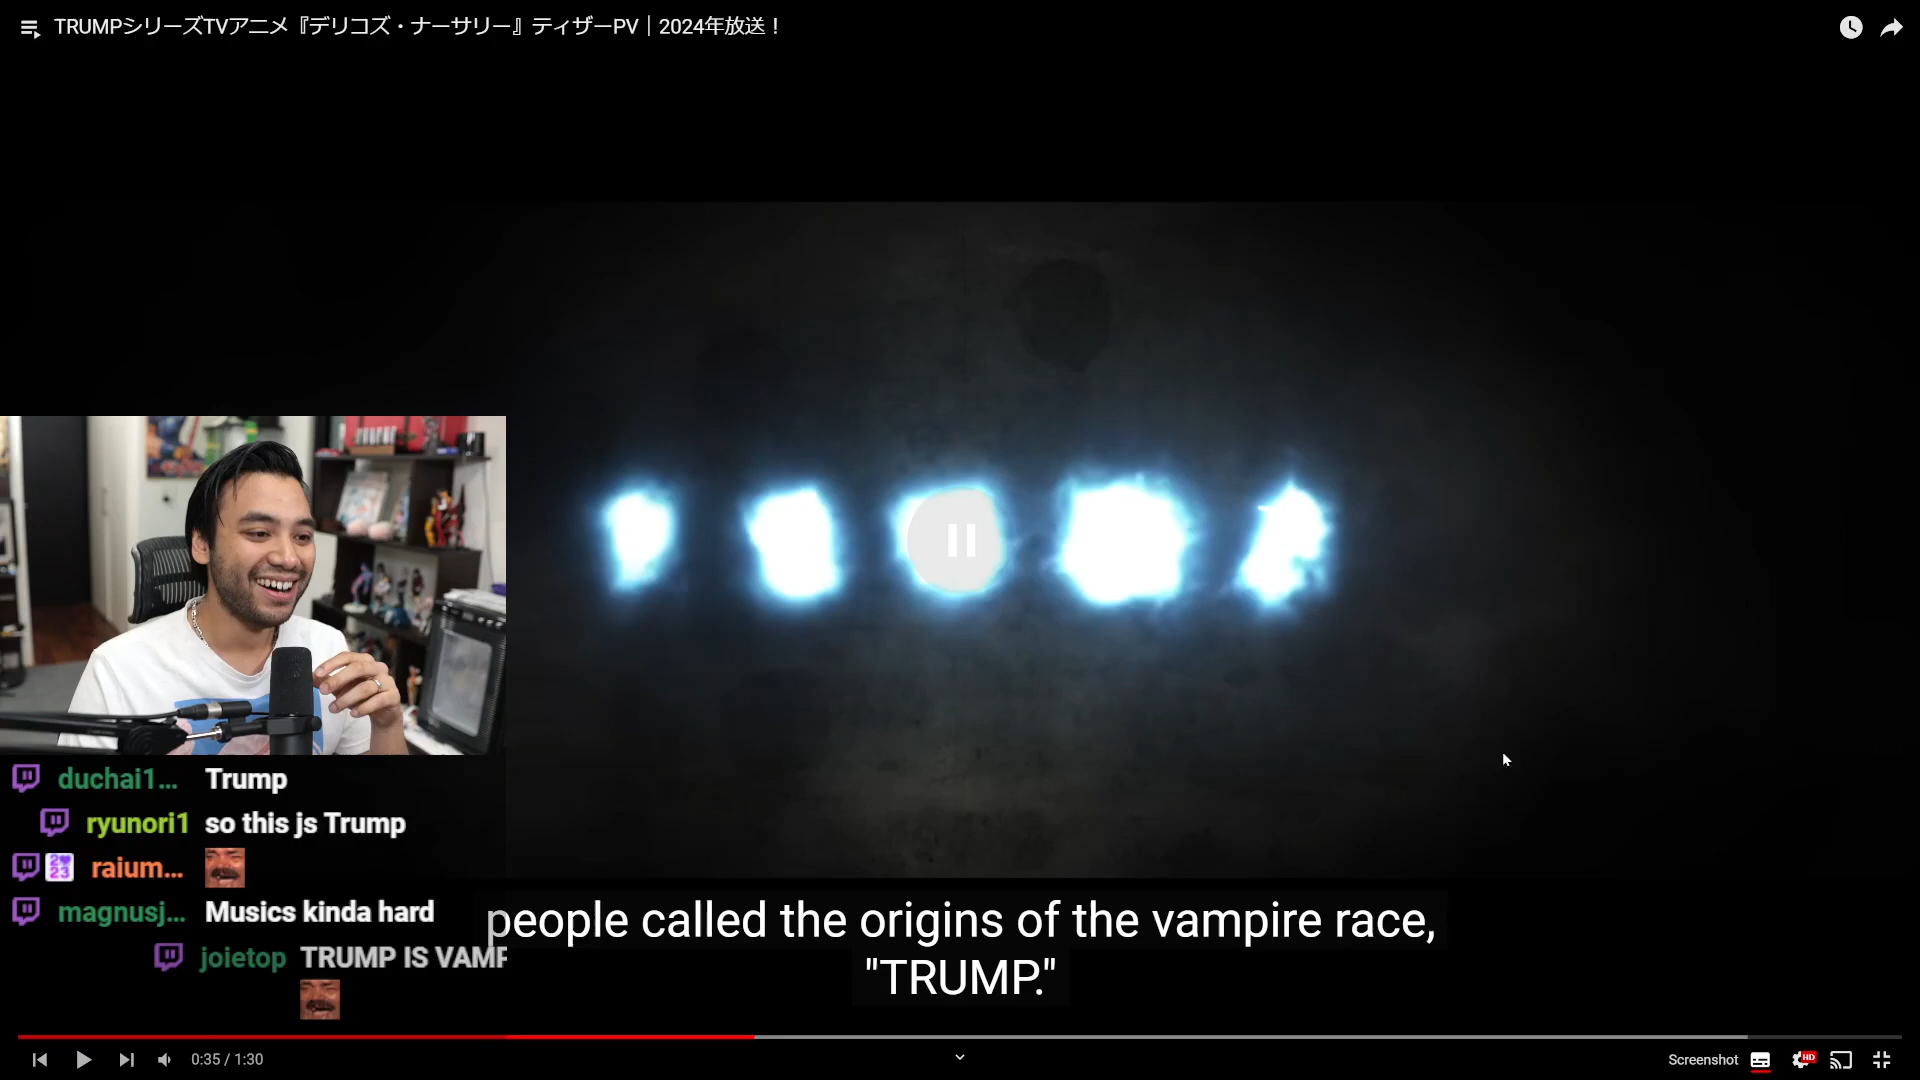 TRUMPシリーズTVアニメ『デリコズ・ナーサリー』ティザーPV｜2024年放送！
duchai1... Trump
ryunori1 so this js Trump
raium...
magnusj... Musics kinda hard
joietop TRUMP IS VAMP
people called the origins of the vampire race,
"TRUMP."
0:35 / 1:30
Screenshot
HD